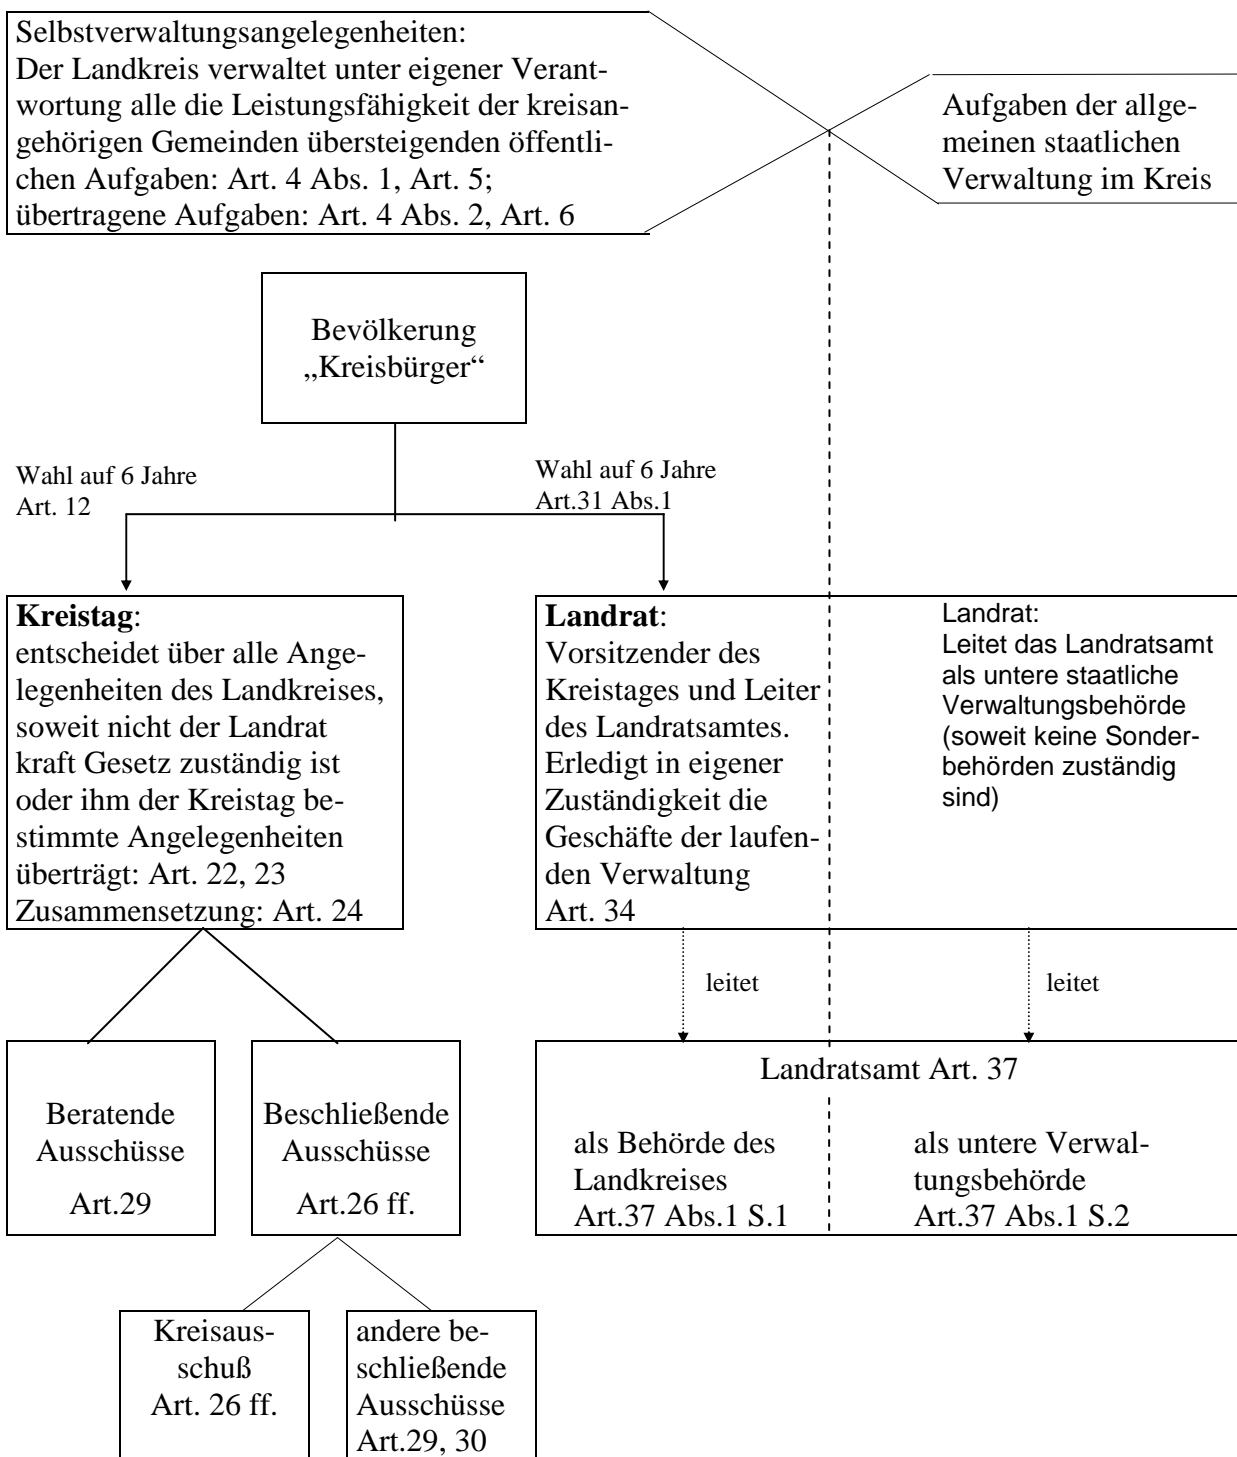 Selbstverwaltungsangelegenheiten:
Der Landkreis verwaltet unter eigener Verant-
wortung alle die Leistungsfähigkeit der kreisan-
gehörigen Gemeinden übersteigenden öffentli-
chen Aufgaben: Art. 4 Abs. 1, Art. 5;
übertragene Aufgaben: Art. 4 Abs. 2, Art. 6
Aufgaben der allge-
meinen staatlichen
Verwaltung im Kreis
Bevölkerung
„Kreisbürger“
Wahl auf 6 Jahre
Art. 12
Wahl auf 6 Jahre
Art.31 Abs.1
Kreistag:
entscheidet über alle Ange-
legenheiten des Landkreises,
soweit nicht der Landrat
kraft Gesetz zuständig ist
oder ihm der Kreistag be-
stimmte Angelegenheiten
überträgt: Art. 22, 23
Zusammensetzung: Art. 24
Landrat:
Vorsitzender des
Kreistages und Leiter
des Landratsamtes.
Erledigt in eigener
Zuständigkeit die
Geschäfte der laufen-
den Verwaltung
Art. 34
Landrat:
Leitet das Landratsamt
als untere staatliche
Verwaltungsbehörde
(soweit keine Sonder-
behörden zuständig
sind)
leitet
leitet
Beratende
Ausschüsse
Art.29
Beschließende
Ausschüsse
Art.26 ff.
Landratsamt Art. 37
als Behörde des
Landkreises
Art.37 Abs.1 S.1
als untere Verwal-
tungsbehörde
Art.37 Abs.1 S.2
Kreisaus-
schuß
Art. 26 ff.
andere be-
schließende
Ausschüsse
Art.29, 30